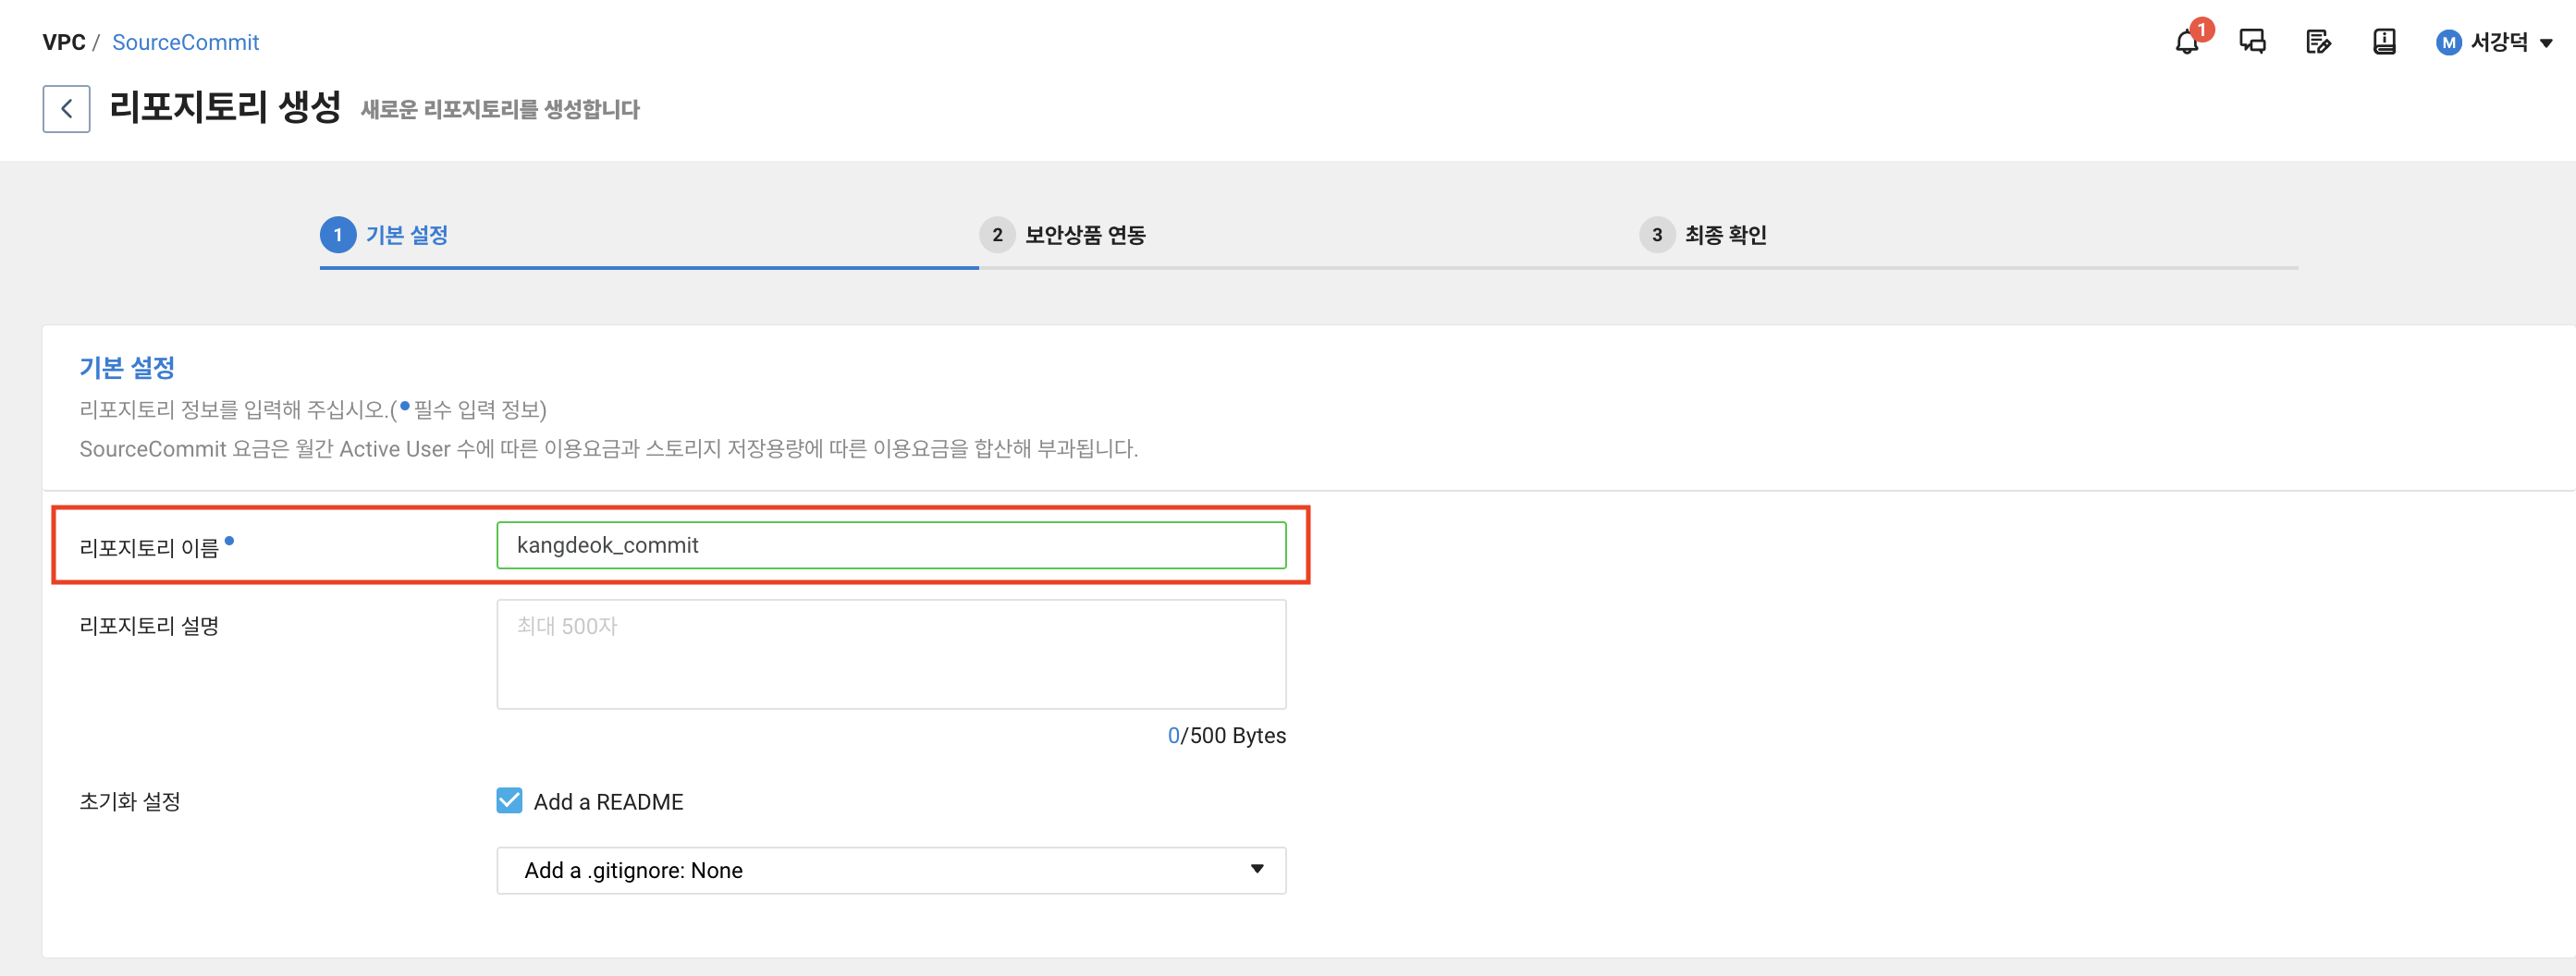 VPC / SourceCommit
1
M 서강덕
리포지토리 생성 새로운 리포지토리를 생성합니다
1 기본 설정
2 보안상품 연동
3 최종 확인
기본 설정
리포지토리 정보를 입력해 주십시오.(● 필수 입력 정보)
SourceCommit 요금은 월간 Active User 수에 따른 이용요금과 스토리지 저장용량에 따른 이용요금을 합산해 부과됩니다.
리포지토리 이름 ●
kangdeok_commit
리포지토리 설명
최대 500자
0/500 Bytes
초기화 설정
Add a README
Add a .gitignore: None